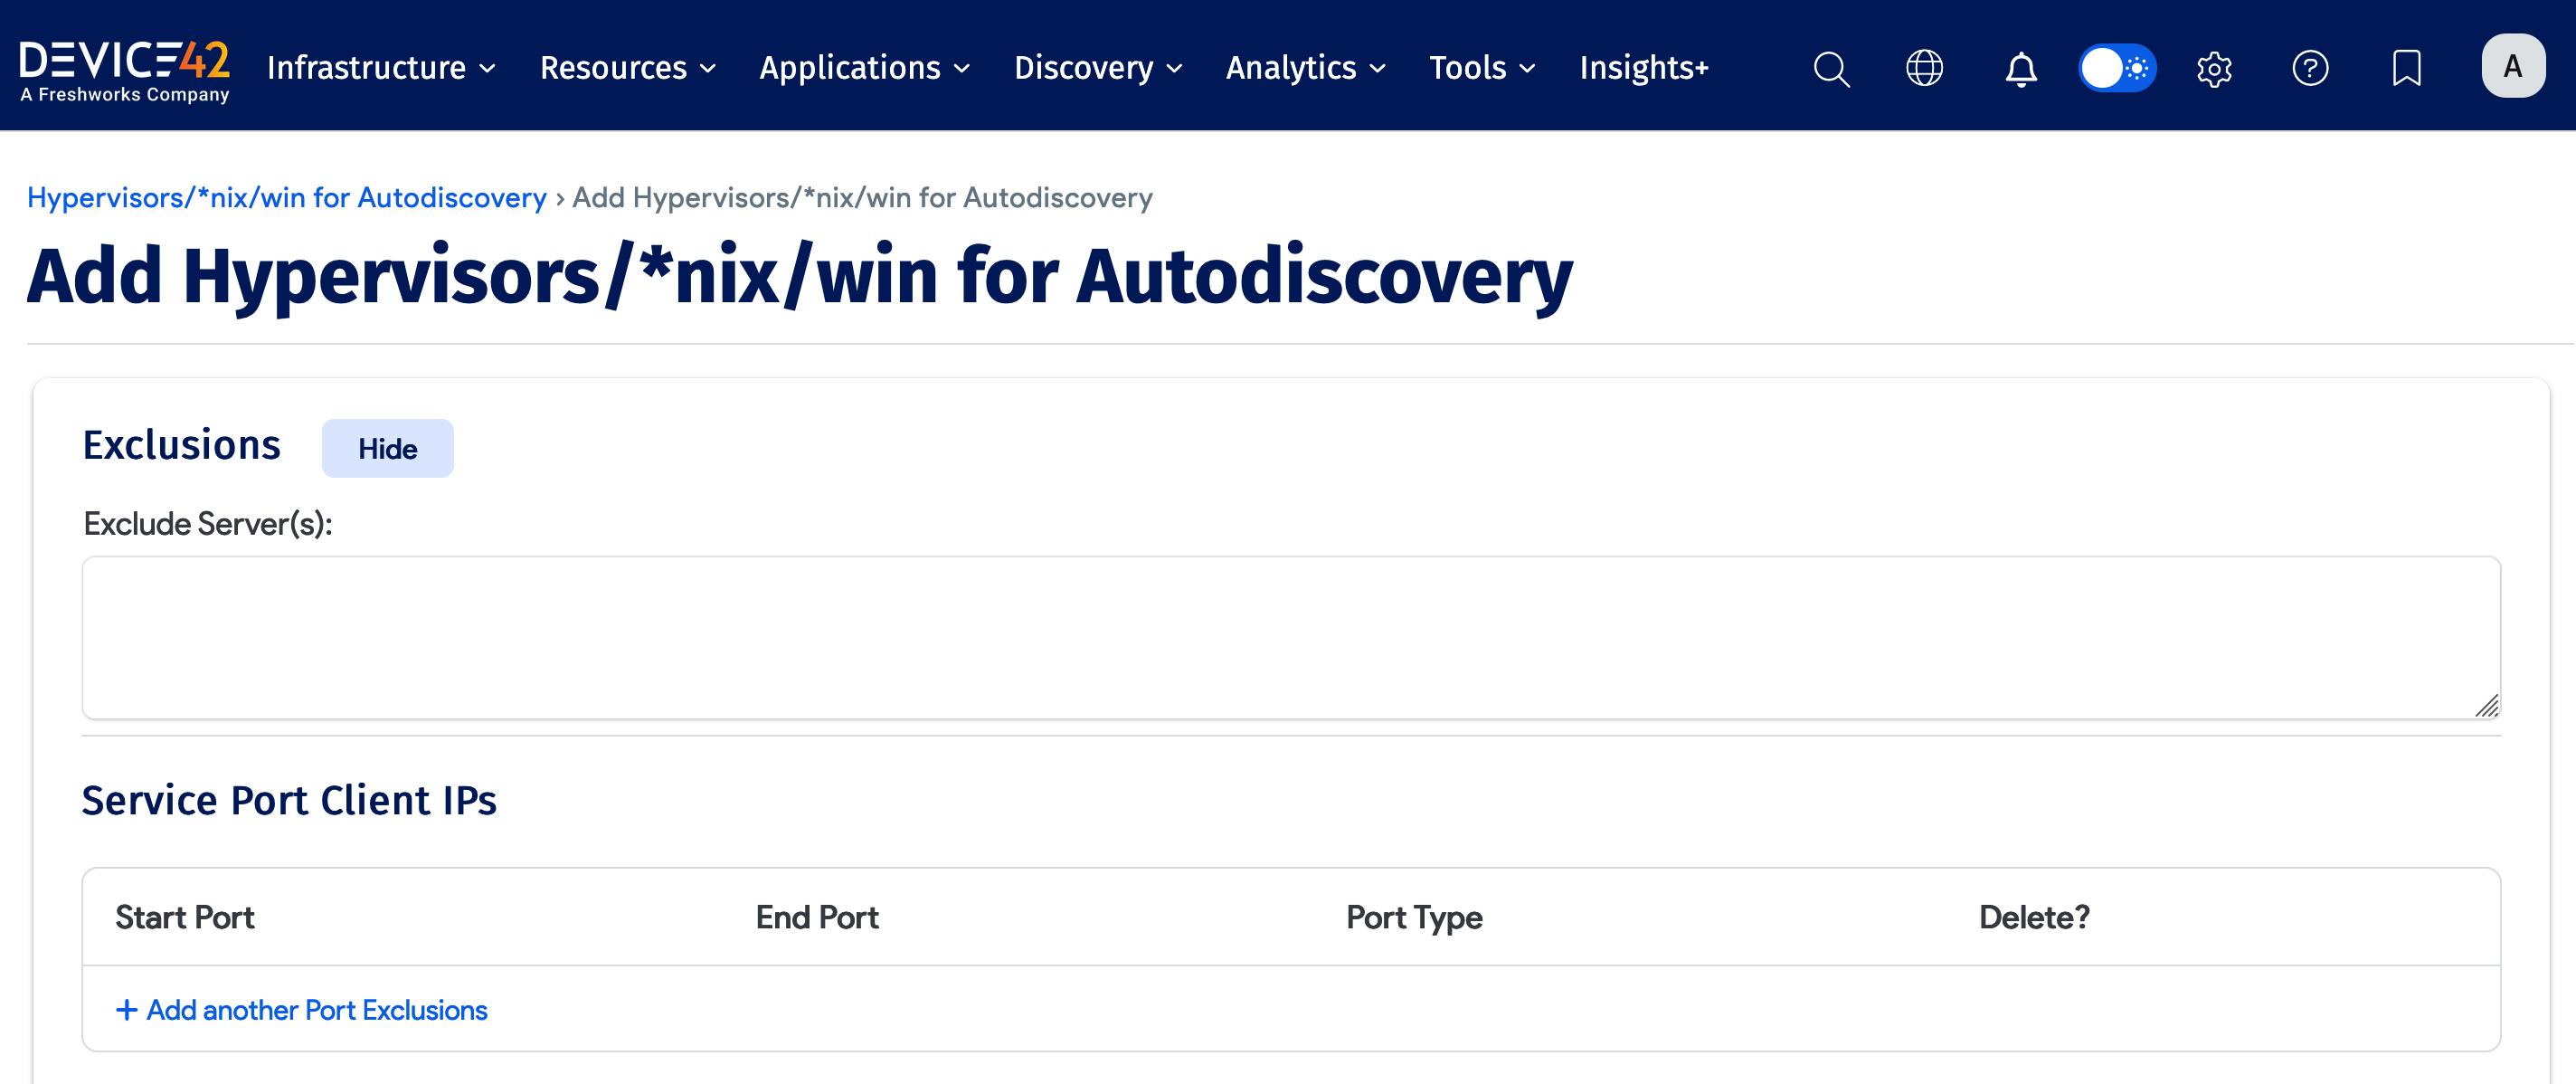 DEVICE42
A Freshworks Company
Infrastructure Resources Applications Discovery Analytics Tools Insights+ A
Hypervisors/*nix/win for Autodiscovery › Add Hypervisors/*nix/win for Autodiscovery
Add Hypervisors/*nix/win for Autodiscovery
Exclusions Hide
Exclude Server(s):
Service Port Client IPs
Start Port End Port Port Type Delete?
+ Add another Port Exclusions